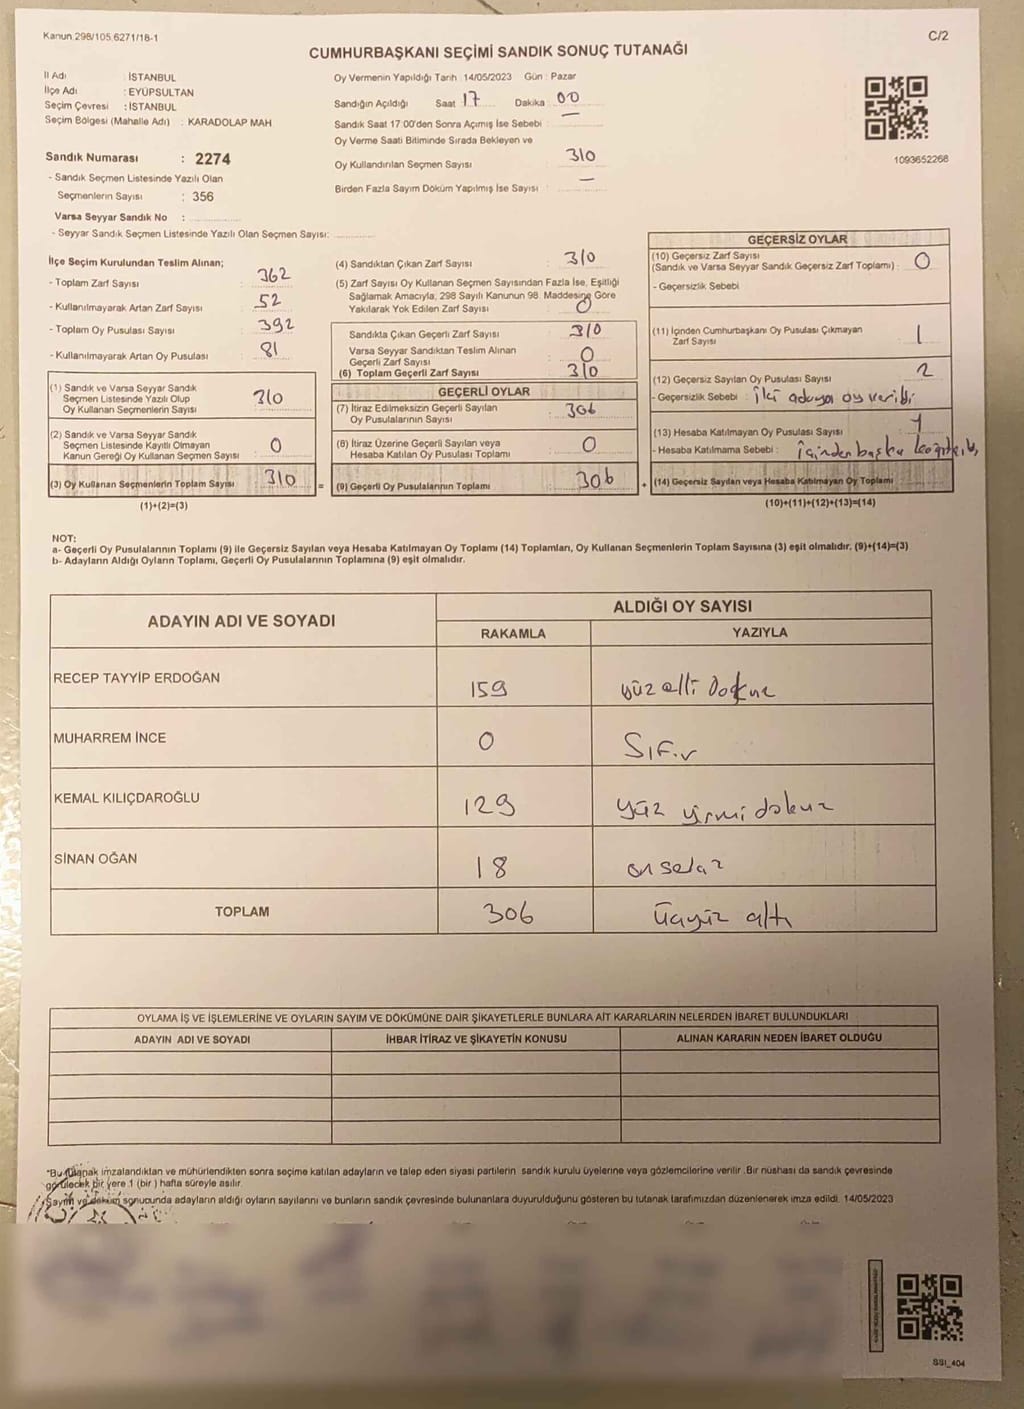 Kanun.298/105.6271/18-1
C/2
CUMHURBAŞKANI SEÇİMİ SANDIK SONUÇ TUTANAĞI
İl Adı : İSTANBUL
İlçe Adı : EYÜPSULTAN
Seçim Çevresi : İSTANBUL
Seçim Bölgesi (Mahalle Adı) : KARADOLAP MAH
Sandık Numarası : 2274
- Sandık Seçmen Listesinde Yazılı Olan
Seçmenlerin Sayısı : 356
Varsa Seyyar Sandık No :
- Seyyar Sandık Seçmen Listesinde Yazılı Olan Seçmen Sayısı:
Oy Vermenin Yapıldığı Tarih 14/05/2023 Gün : Pazar
Sandığın Açıldığı Saat 17 Dakika 00
Sandık Saat 17:00'den Sonra Açımış İse Sebebi : —
Oy Verme Saati Bitiminde Sırada Bekleyen ve
Oy Kullandırılan Seçmen Sayısı 310
Birden Fazla Sayım Döküm Yapılmış İse Sayısı : —
1093652268
İlçe Seçim Kurulundan Teslim Alınan;
- Toplam Zarf Sayısı : 362
- Kullanılmayarak Artan Zarf Sayısı : 52
- Toplam Oy Pusulası Sayısı : 392
- Kullanılmayarak Artan Oy Pusulası : 81
(1) Sandık ve Varsa Seyyar Sandık
Seçmen Listesinde Yazılı Olup
Oy Kullanan Seçmenlerin Sayısı 310
(2) Sandık ve Varsa Seyyar Sandık
Seçmen Listesinde Kayıtlı Olmayan
Kanun Gereği Oy Kullanan Seçmen Sayısı 0
(3) Oy Kullanan Seçmenlerin Toplam Sayısı 310 =
(1)+(2)=(3)
(4) Sandıktan Çıkan Zarf Sayısı : 310
(5) Zarf Sayısı Oy Kullanan Seçmen Sayısından Fazla İse, Eşitliği
Sağlamak Amacıyla, 298 Sayılı Kanunun 98. Maddesine Göre
Yakılarak Yok Edilen Zarf Sayısı : 0
Sandıkta Çıkan Geçerli Zarf Sayısı : 310
Varsa Seyyar Sandıktan Teslim Alınan
Geçerli Zarf Sayısı : 0
(6) Toplam Geçerli Zarf Sayısı : 310
GEÇERLİ OYLAR
(7) İtiraz Edilmeksizin Geçerli Sayılan
Oy Pusulalarının Sayısı : 306
(8) İtiraz Üzerine Geçerli Sayılan veya
Hesaba Katılan Oy Pusulası Toplamı : 0
(9) Geçerli Oy Pusulalarının Toplamı : 306 +
GEÇERSİZ OYLAR
(10) Geçersiz Zarf Sayısı
(Sandık ve Varsa Seyyar Sandık Geçersiz Zarf Toplamı) : 0
- Geçersizlik Sebebi
(11) İçinden Cumhurbaşkanı Oy Pusulası Çıkmayan
Zarf Sayısı 1
(12) Geçersiz Sayılan Oy Pusulası Sayısı : 2
- Geçersizlik Sebebi : İki adaya oy verildi
(13) Hesaba Katılmayan Oy Pusulası Sayısı : 1
- Hesaba Katılmama Sebebi : İçinden başka
(14) Geçersiz Sayılan veya Hesaba Katılmayan Oy Toplamı
(10)+(11)+(12)+(13)=(14)
NOT:
a- Geçerli Oy Pusulalarının Toplamı (9) ile Geçersiz Sayılan veya Hesaba Katılmayan Oy Toplamı (14) Toplamları, Oy Kullanan Seçmenlerin Toplam Sayısına (3) eşit olmalıdır. (9)+(14)=(3)
b- Adayların Aldığı Oyların Toplamı, Geçerli Oy Pusulalarının Toplamına (9) eşit olmalıdır.
ADAYIN ADI VE SOYADI
ALDIĞI OY SAYISI
RAKAMLA YAZIYLA
RECEP TAYYİP ERDOĞAN 159 yüz elli Dokuz
MUHARREM İNCE 0 Sıfır
KEMAL KILIÇDAROĞLU 129 yüz yirmi dokuz
SİNAN OĞAN 18 on sekiz
TOPLAM 306 üçyüz altı
OYLAMA İŞ VE İŞLEMLERİNE VE OYLARIN SAYIM VE DÖKÜMÜNE DAİR ŞİKAYETLERLE BUNLARA AİT KARARLARIN NELERDEN İBARET BULUNDUKLARI
ADAYIN ADI VE SOYADI İHBAR İTİRAZ VE ŞİKAYETİN KONUSU ALINAN KARARIN NEDEN İBARET OLDUĞU
*Bu tutanak imzalandıktan ve mühürlendikten sonra seçime katılan adayların ve talep eden siyasi partilerin sandık kurulu üyelerine veya gözlemcilerine verilir. Bir nüshası da sandık çevresinde
görülecek bir yere 1 (bir) hafta süreyle asılır.
Sayım ve döküm sonucunda adayların aldığı oyların sayılarını ve bunların sandık çevresinde bulunanlara duyurulduğunu gösteren bu tutanak tarafımızdan düzenlenerek imza edildi. 14/05/2023
SSI_404